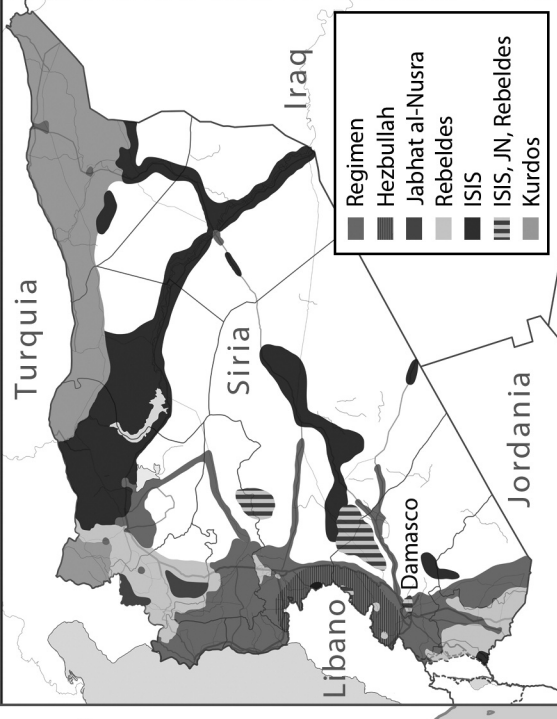 Turquia
Iraq
Siria
Damasco
Libano
Jordania
Regimen
Hezbullah
Jabhat al-Nusra
Rebeldes
ISIS
ISIS, JN, Rebeldes
Kurdos